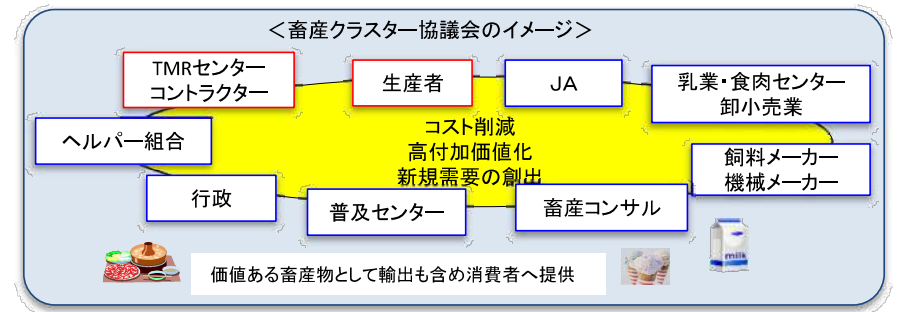 ＜畜産クラスター協議会のイメージ＞
TMRセンター
コントラクター
生産者
JA
乳業・食肉センター
卸小売業
ヘルパー組合
コスト削減
高付加価値化
新規需要の創出
飼料メーカー
機械メーカー
行政
普及センター
畜産コンサル
milk
価値ある畜産物として輸出も含め消費者へ提供